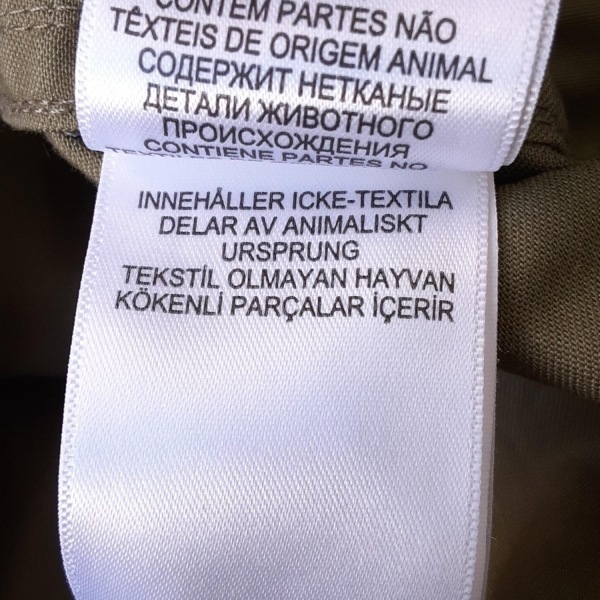 CONTÉM PARTES NÃO
TÊXTEIS DE ORIGEM ANIMAL
СОДЕРЖИТ НЕТКАНЫЕ
ДЕТАЛИ ЖИВОТНОГО
ПРОИСХОЖДЕНИЯ
CONTIENE PARTES NO
INNEHÅLLER ICKE-TEXTILA
DELAR AV ANIMALISKT
URSPRUNG
TEKSTİL OLMAYAN HAYVAN
KÖKENLİ PARÇALAR İÇERİR